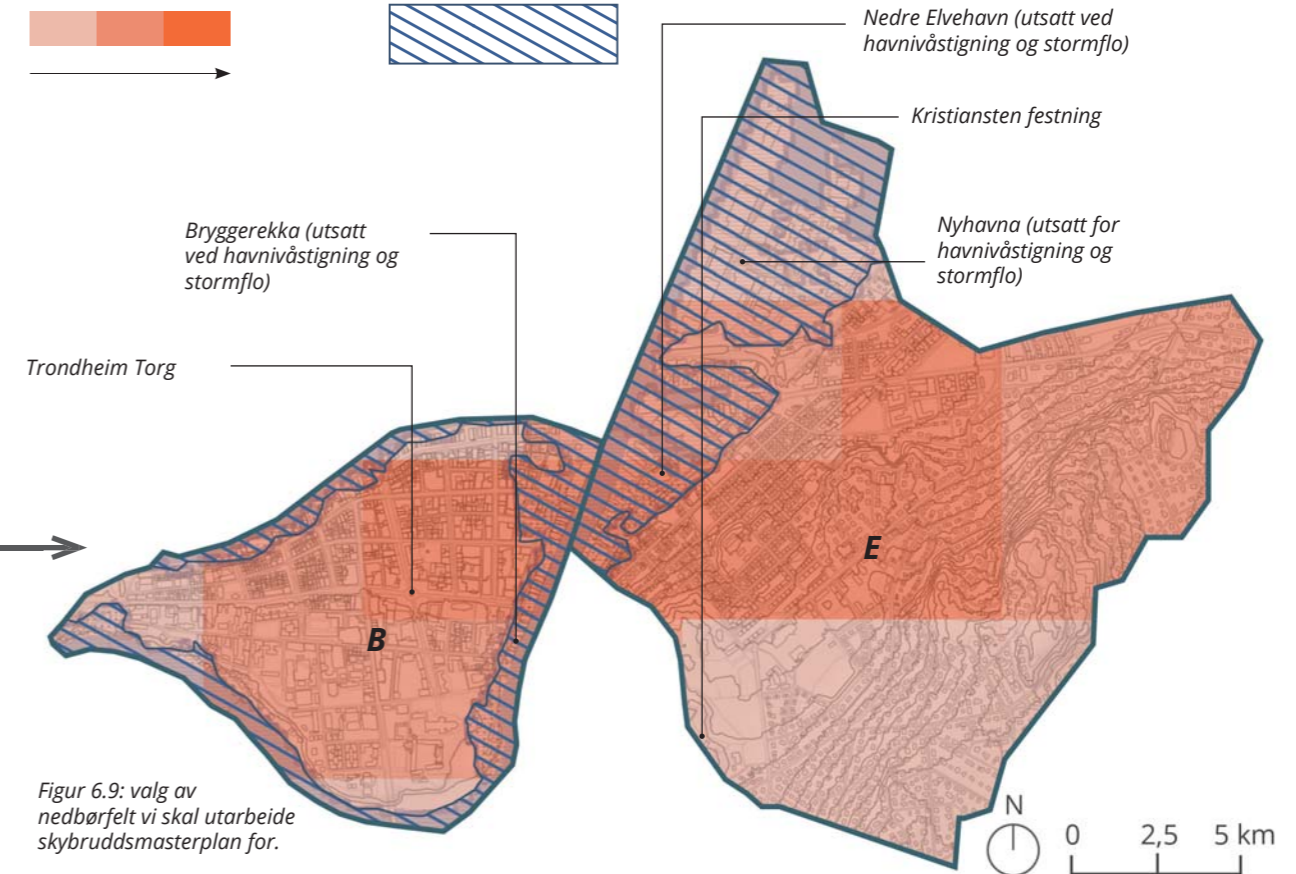 Nedre Elvehavn (utsatt ved
havnivåstigning og stormflo)
Kristiansten festning
Bryggerekka (utsatt
ved havnivåstigning og
stormflo)
Nyhavna (utsatt for
havnivåstigning og
stormflo)
Trondheim Torg
B
E
Figur 6.9: valg av
nedbørfelt vi skal utarbeide
skybruddsmasterplan for.
N
0 2,5 5 km